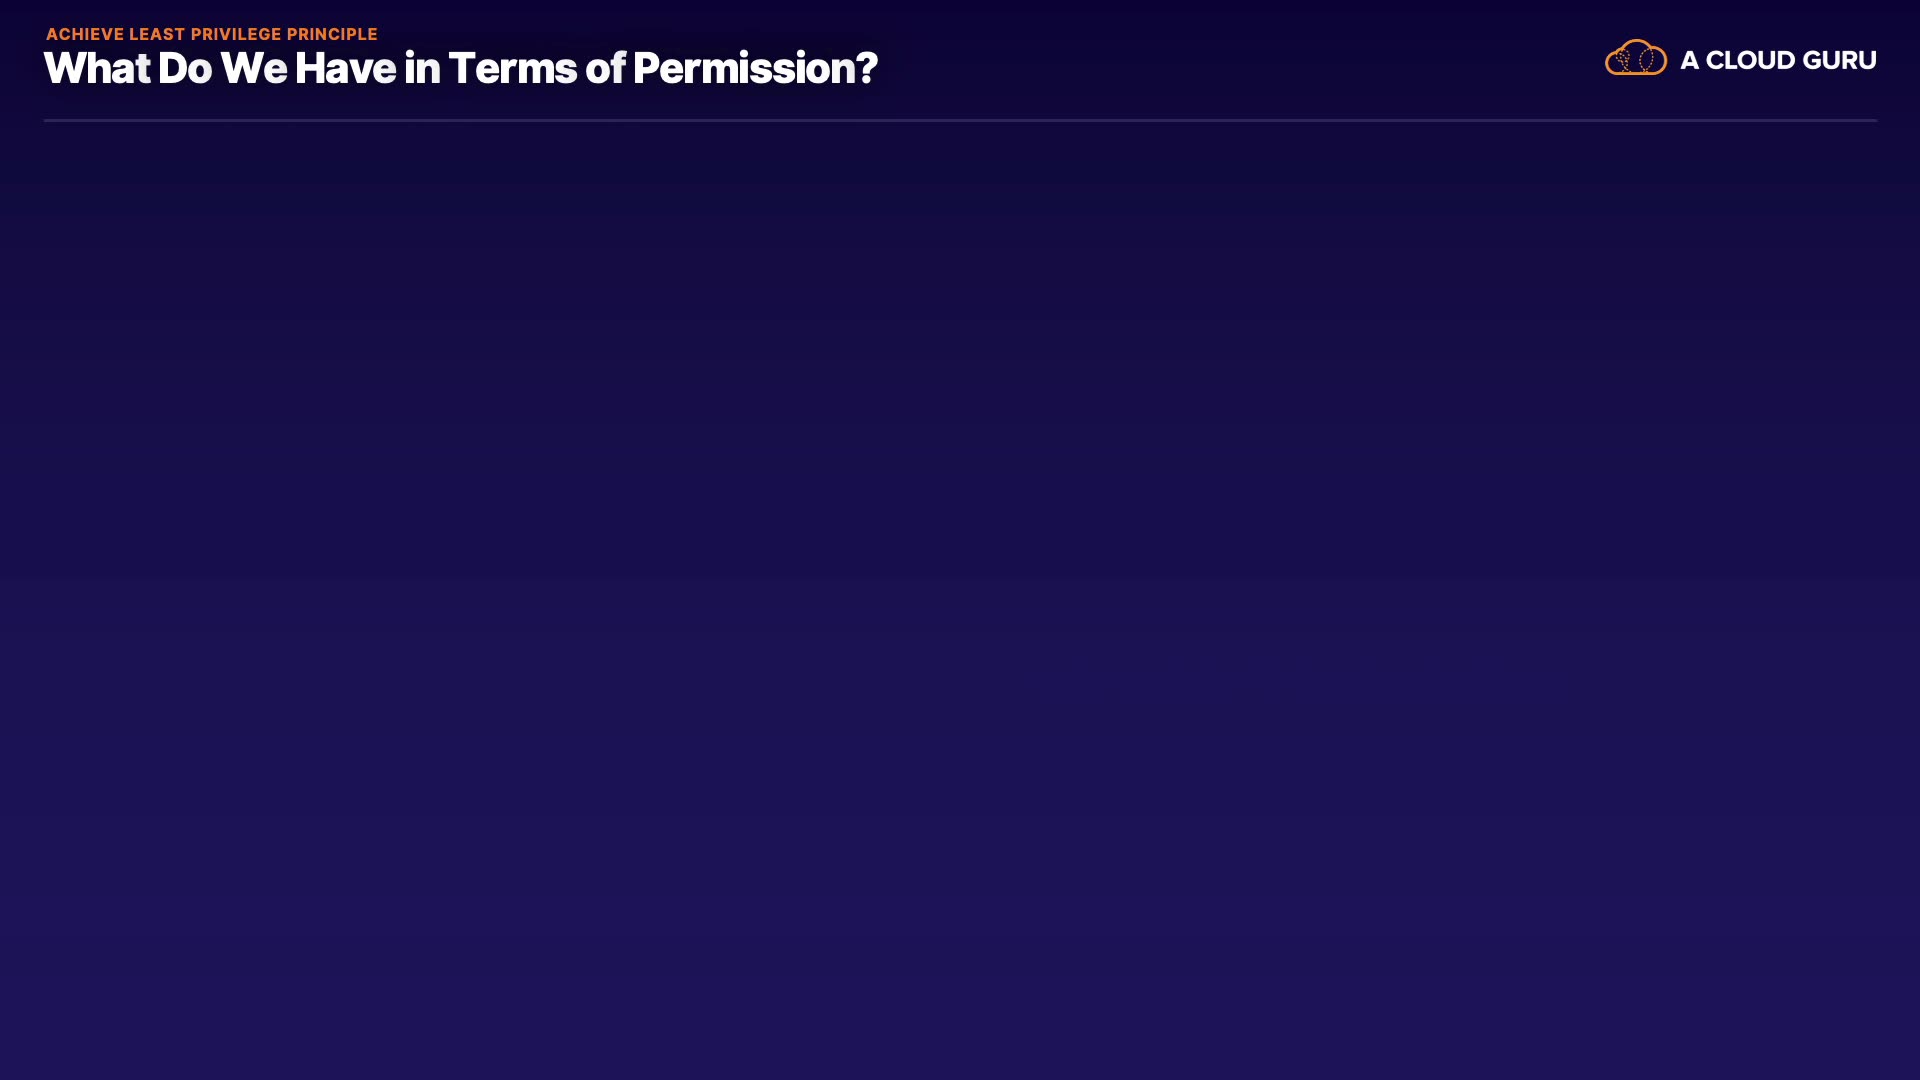 ACHIEVE LEAST PRIVILEGE PRINCIPLE
What Do We Have in Terms of Permission?
A CLOUD GURU